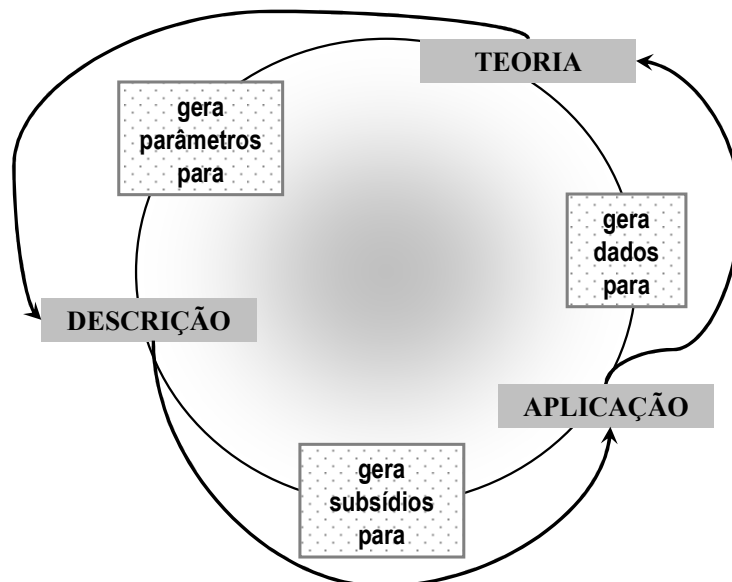 TEORIA
gera
parâmetros
para
gera
dados
para
DESCRIÇÃO
APLICAÇÃO
gera
subsídios
para